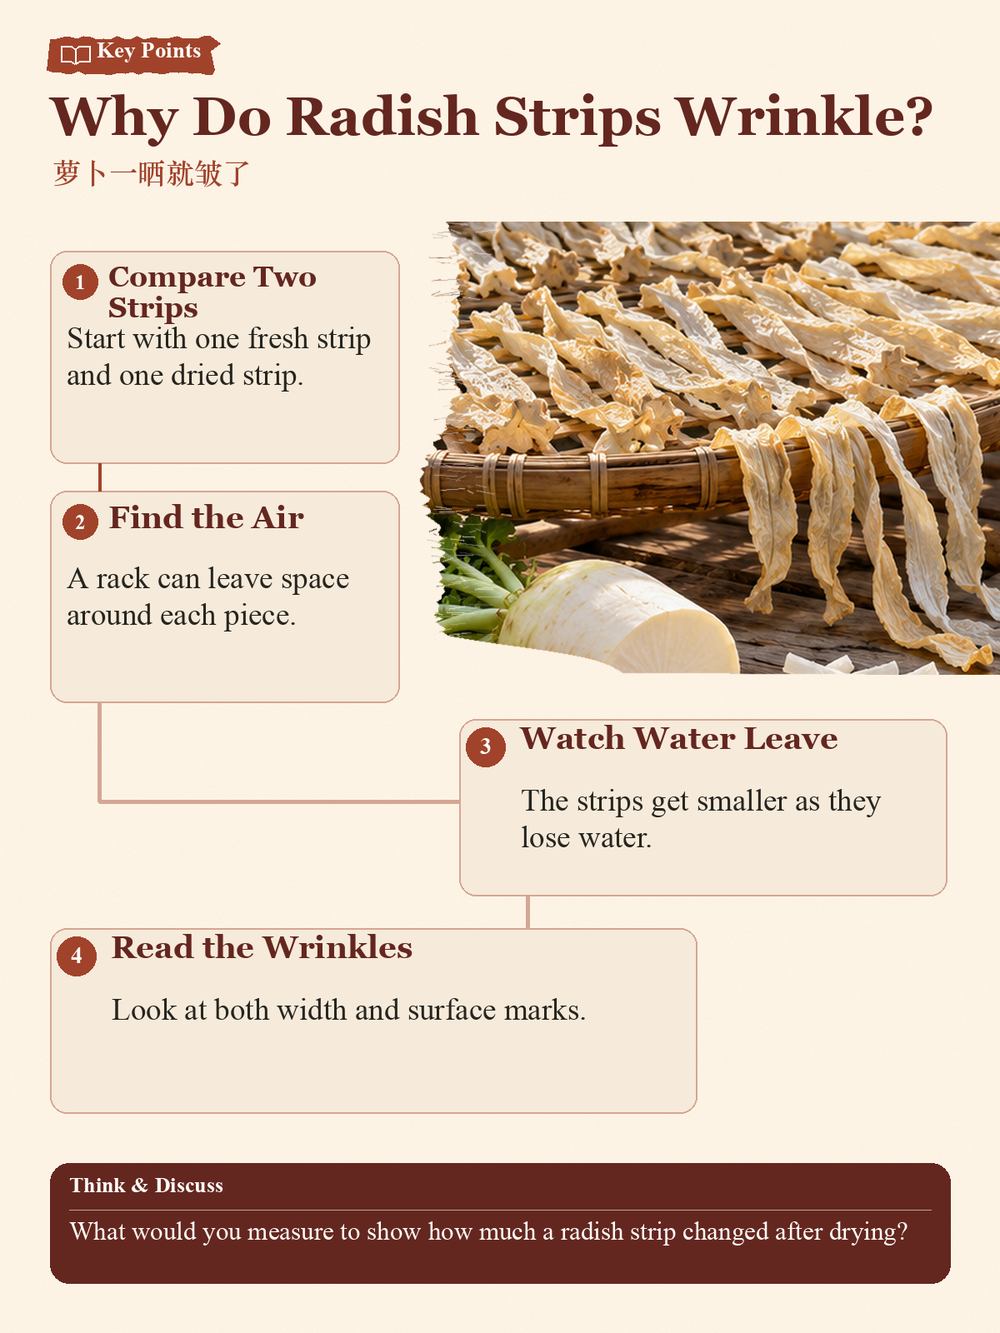 Key Points
Why Do Radish Strips Wrinkle?
萝卜一晒就皱了
1
Compare Two
Strips
Start with one fresh strip
and one dried strip.
2
Find the Air
A rack can leave space
around each piece.
3
Watch Water Leave
The strips get smaller as they
lose water.
4
Read the Wrinkles
Look at both width and surface marks.
Think & Discuss
What would you measure to show how much a radish strip changed after drying?